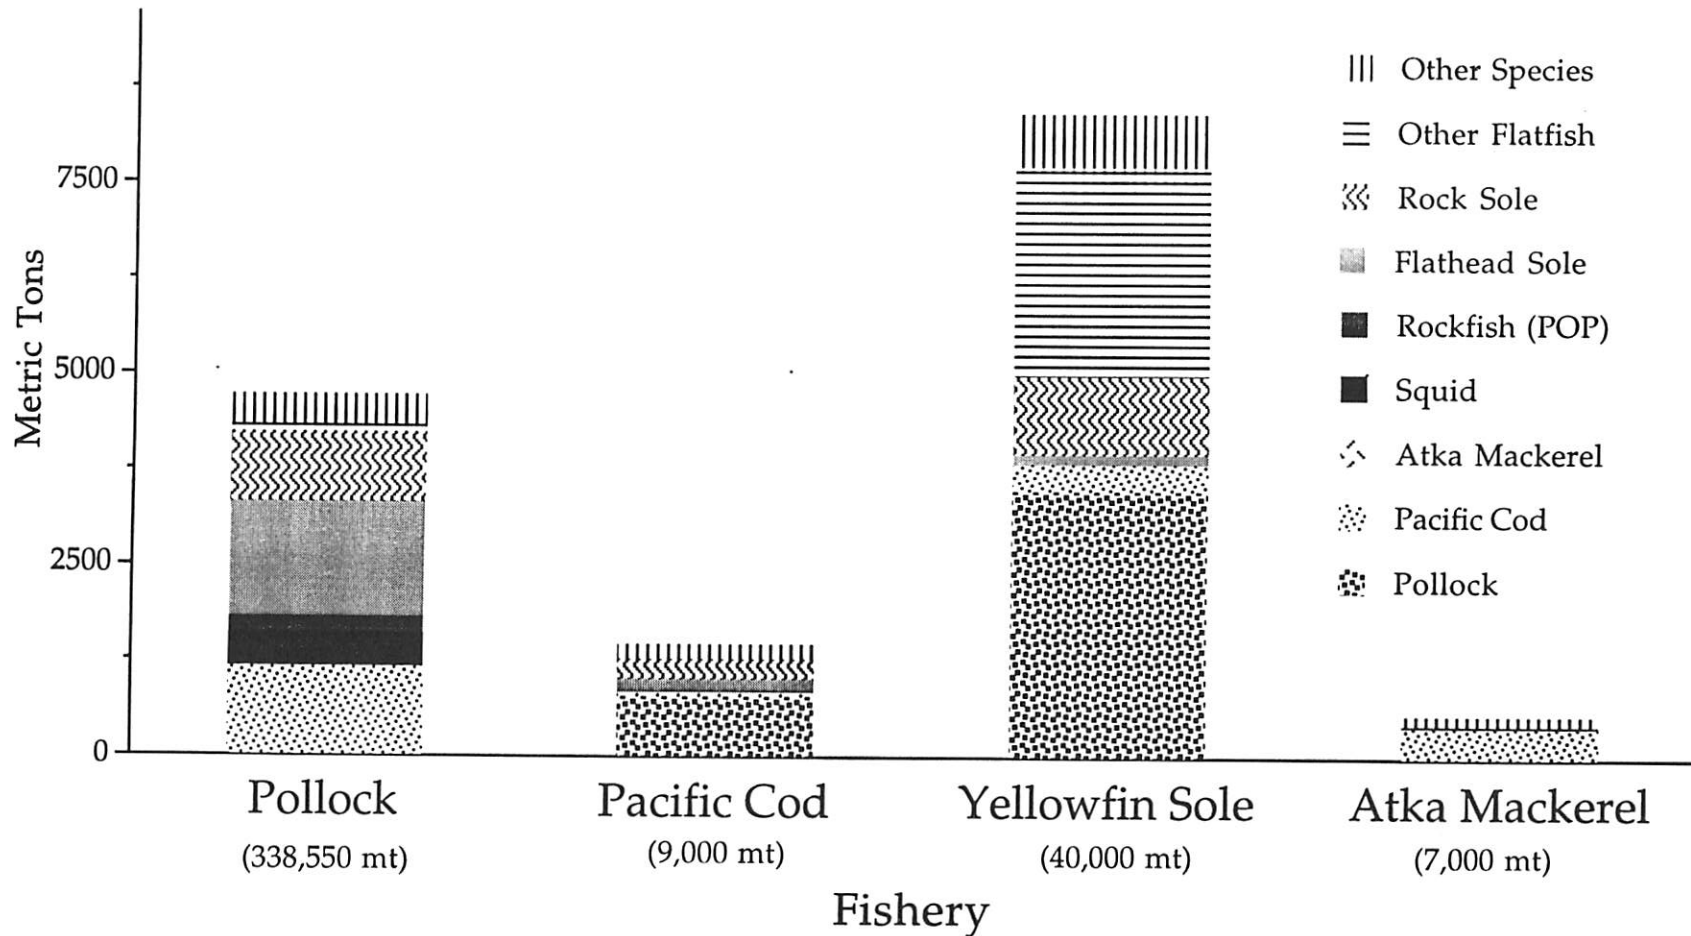 Other Species
Other Flatfish
Rock Sole
Flathead Sole
Rockfish (POP)
Squid
Atka Mackerel
Pacific Cod
Pollock
Metric Tons
7500
5000
2500
0
Pollock
(338,550 mt)
Pacific Cod
(9,000 mt)
Yellowfin Sole
(40,000 mt)
Atka Mackerel
(7,000 mt)
Fishery